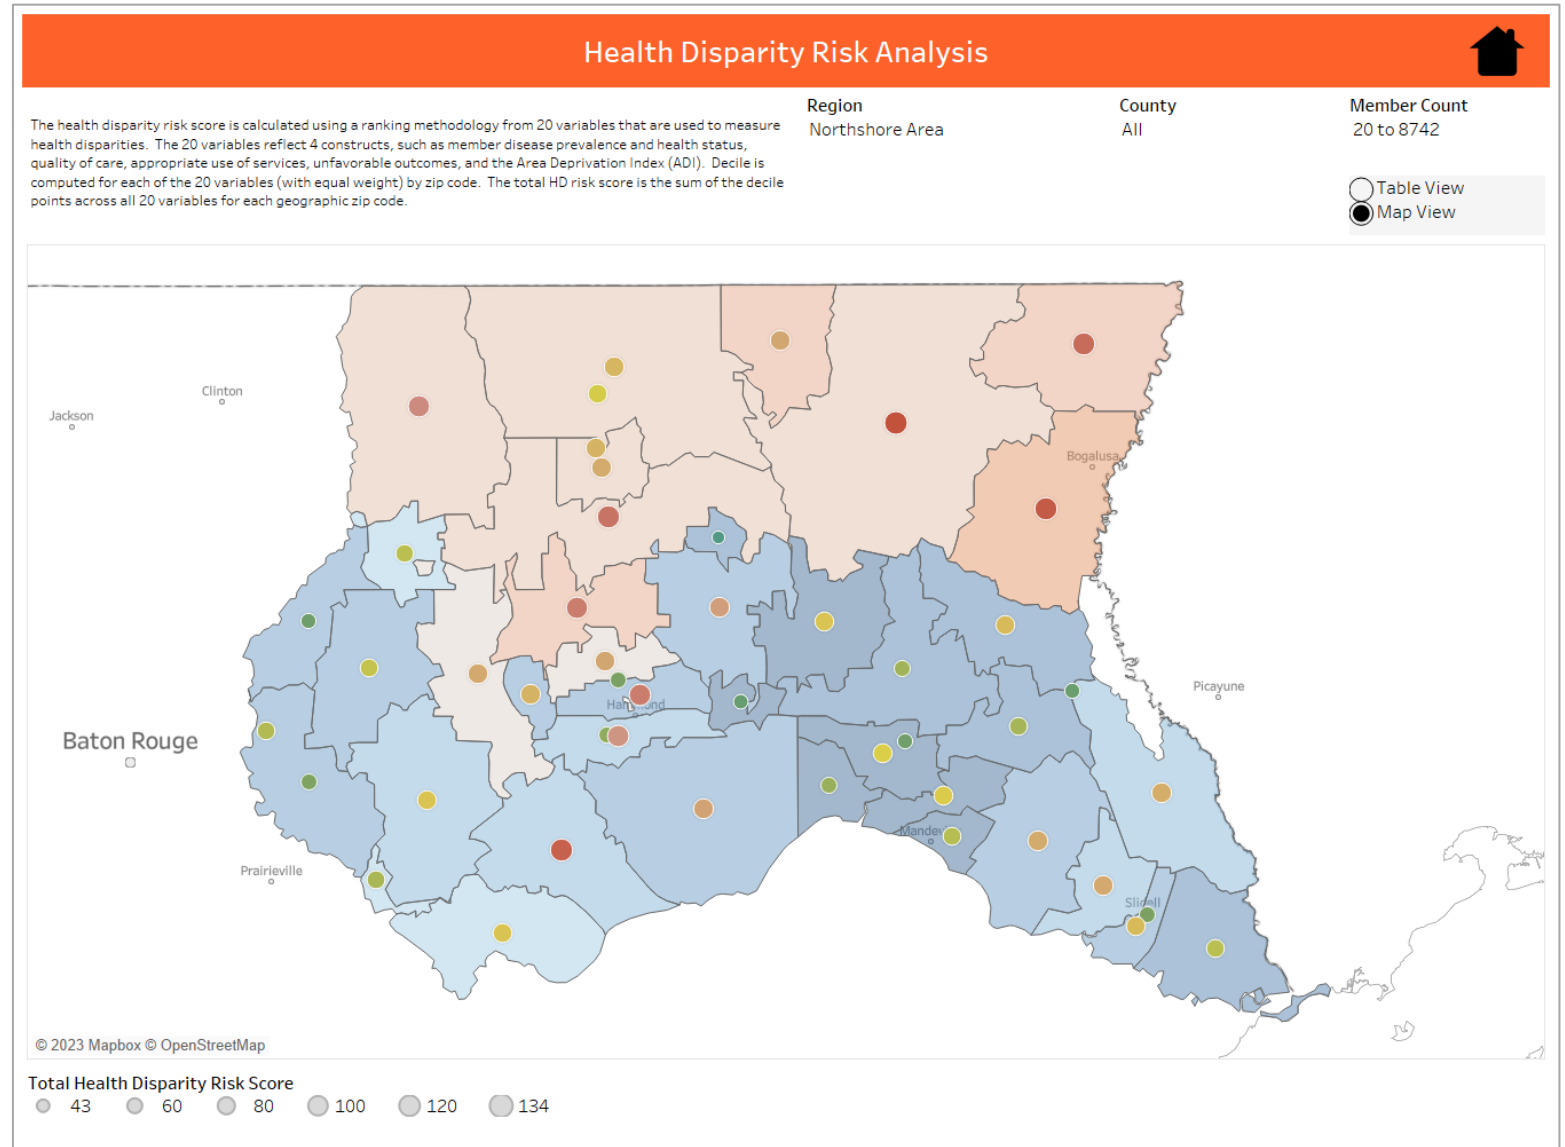 Health Disparity Risk Analysis
The health disparity risk score is calculated using a ranking methodology from 20 variables that are used to measure
health disparities. The 20 variables reflect 4 constructs, such as member disease prevalence and health status,
quality of care, appropriate use of services, unfavorable outcomes, and the Area Deprivation Index (ADI). Decile is
computed for each of the 20 variables (with equal weight) by zip code. The total HD risk score is the sum of the decile
points across all 20 variables for each geographic zip code.
Region
Northshore Area
County
All
Member Count
20 to 8742
Table View
Map View
Clinton
Jackson
Bogalusa
Picayune
Baton Rouge
Prairieville
© 2023 Mapbox © OpenStreetMap
Total Health Disparity Risk Score
43 60 80 100 120 134